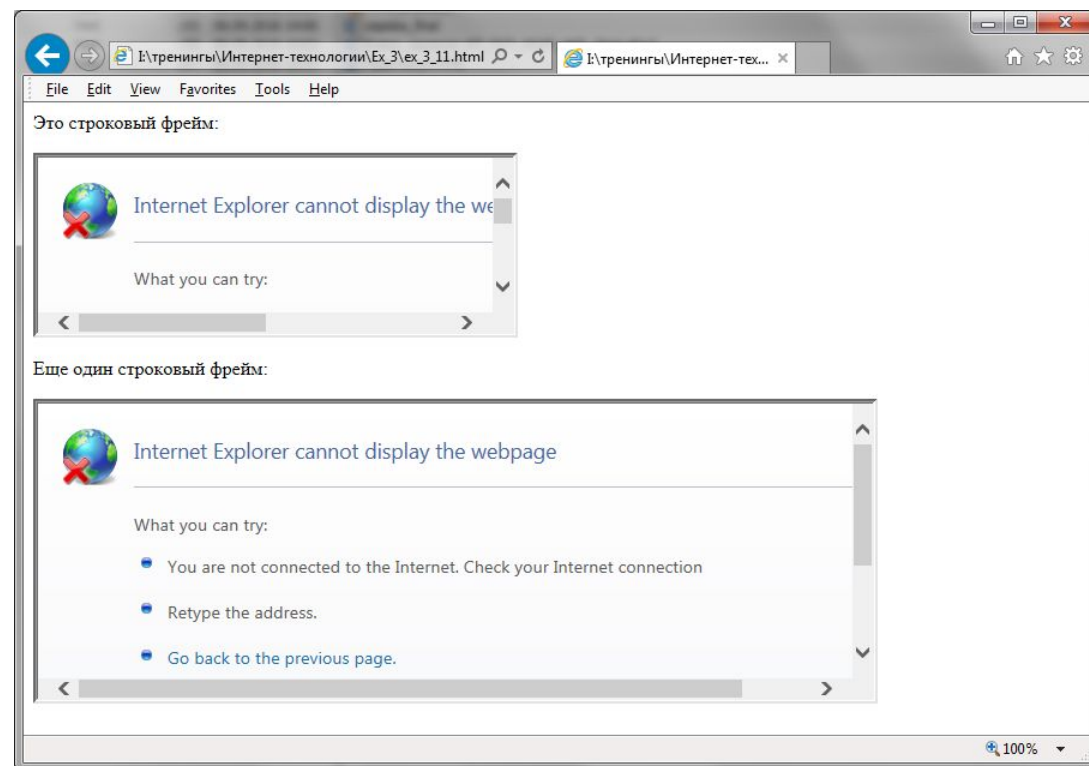 I:\тренинги\Интернет-технологии\Ex_3\ex_3_11.html
I:\тренинги\Интернет-тех...
File Edit View Favorites Tools Help
Это строковый фрейм:
Internet Explorer cannot display the we
What you can try:
Еще один строковый фрейм:
Internet Explorer cannot display the webpage
What you can try:
You are not connected to the Internet. Check your Internet connection
Retype the address.
Go back to the previous page.
100%